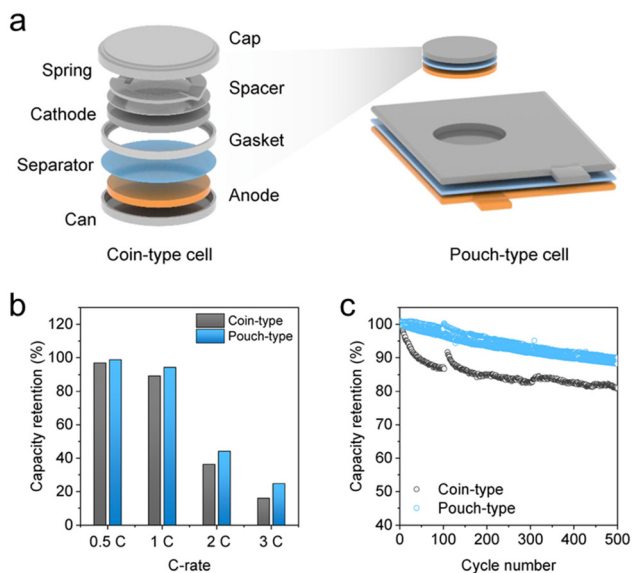 a
Cap
Spring
Spacer
Cathode
Gasket
Separator
Anode
Can
Coin-type cell
Pouch-type cell
b
Capacity retention (%)
120
100
80
60
40
20
0
Coin-type
Pouch-type
0.5 C 1 C 2 C 3 C
C-rate
c
Capacity retention (%)
100
90
80
70
60
50
40
Coin-type
Pouch-type
0 100 200 300 400 500
Cycle number